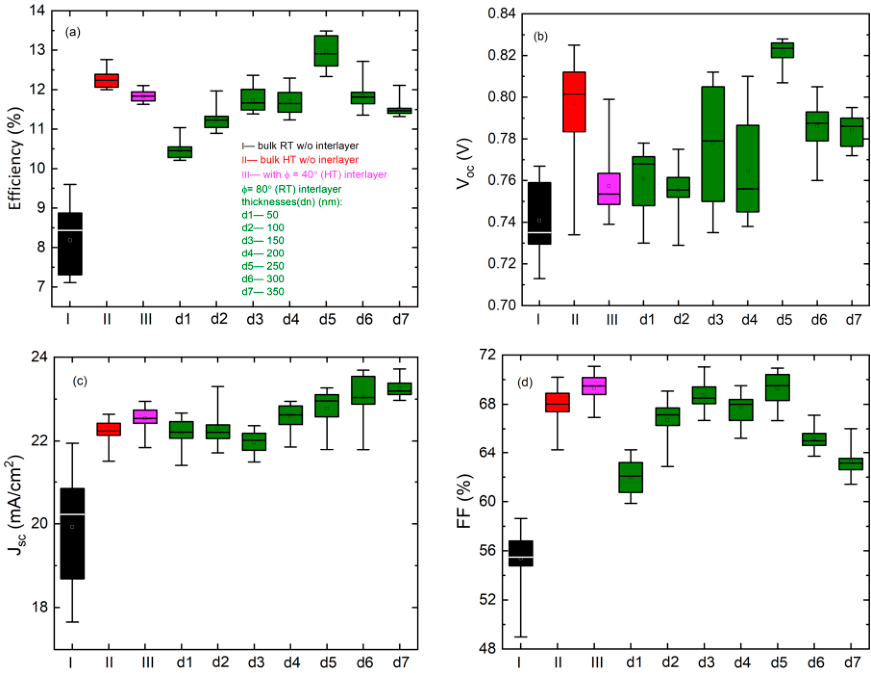 (a)
14
13
12
11
10
9
8
7
Efficiency (%)
I— bulk RT w/o interlayer
II— bulk HT w/o interlayer
III— with ϕ = 40° (HT) interlayer
ϕ= 80° (RT) interlayer
thicknesses(dn) (nm):
d1— 50
d2— 100
d3— 150
d4— 200
d5— 250
d6— 300
d7— 350
I II III d1 d2 d3 d4 d5 d6 d7
(b)
0.84
0.82
0.80
0.78
0.76
0.74
0.72
0.70
Voc (V)
I II III d1 d2 d3 d4 d5 d6 d7
(c)
24
22
20
18
Jsc (mA/cm²)
I II III d1 d2 d3 d4 d5 d6 d7
(d)
72
68
64
60
56
52
48
FF (%)
I II III d1 d2 d3 d4 d5 d6 d7